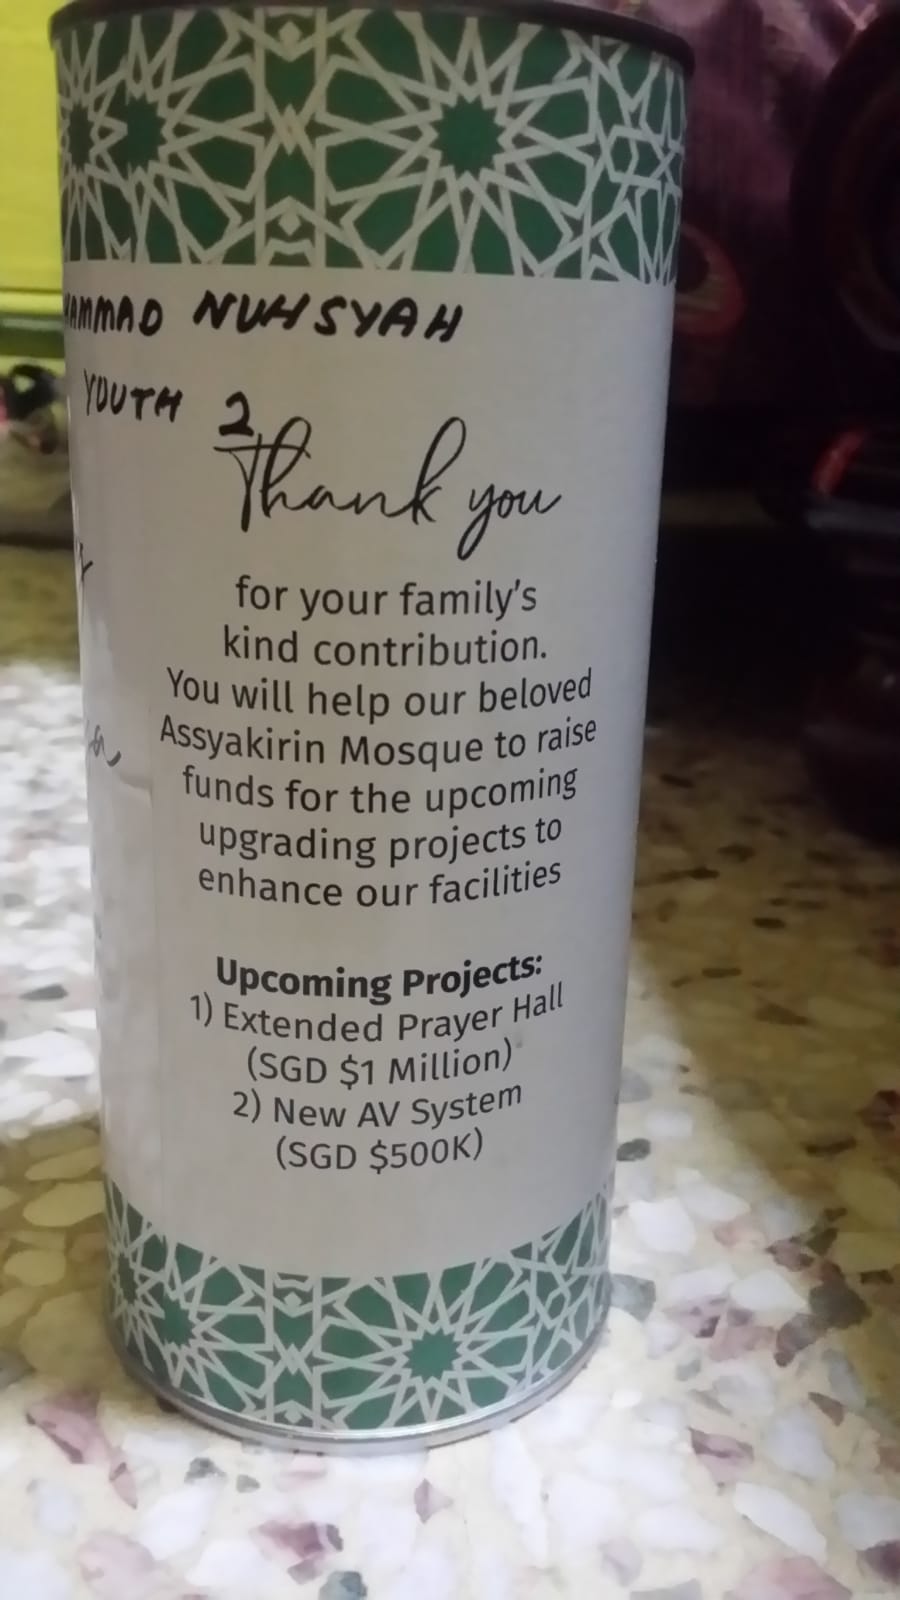 NUHSYAH
YOUTH 2
Thank you
for your family's
kind contribution.
You will help our beloved
Assyakirin Mosque to raise
funds for the upcoming
upgrading projects to
enhance our facilities
Upcoming Projects:
1) Extended Prayer Hall
(SGD $1 Million)
2) New AV System
(SGD $500K)